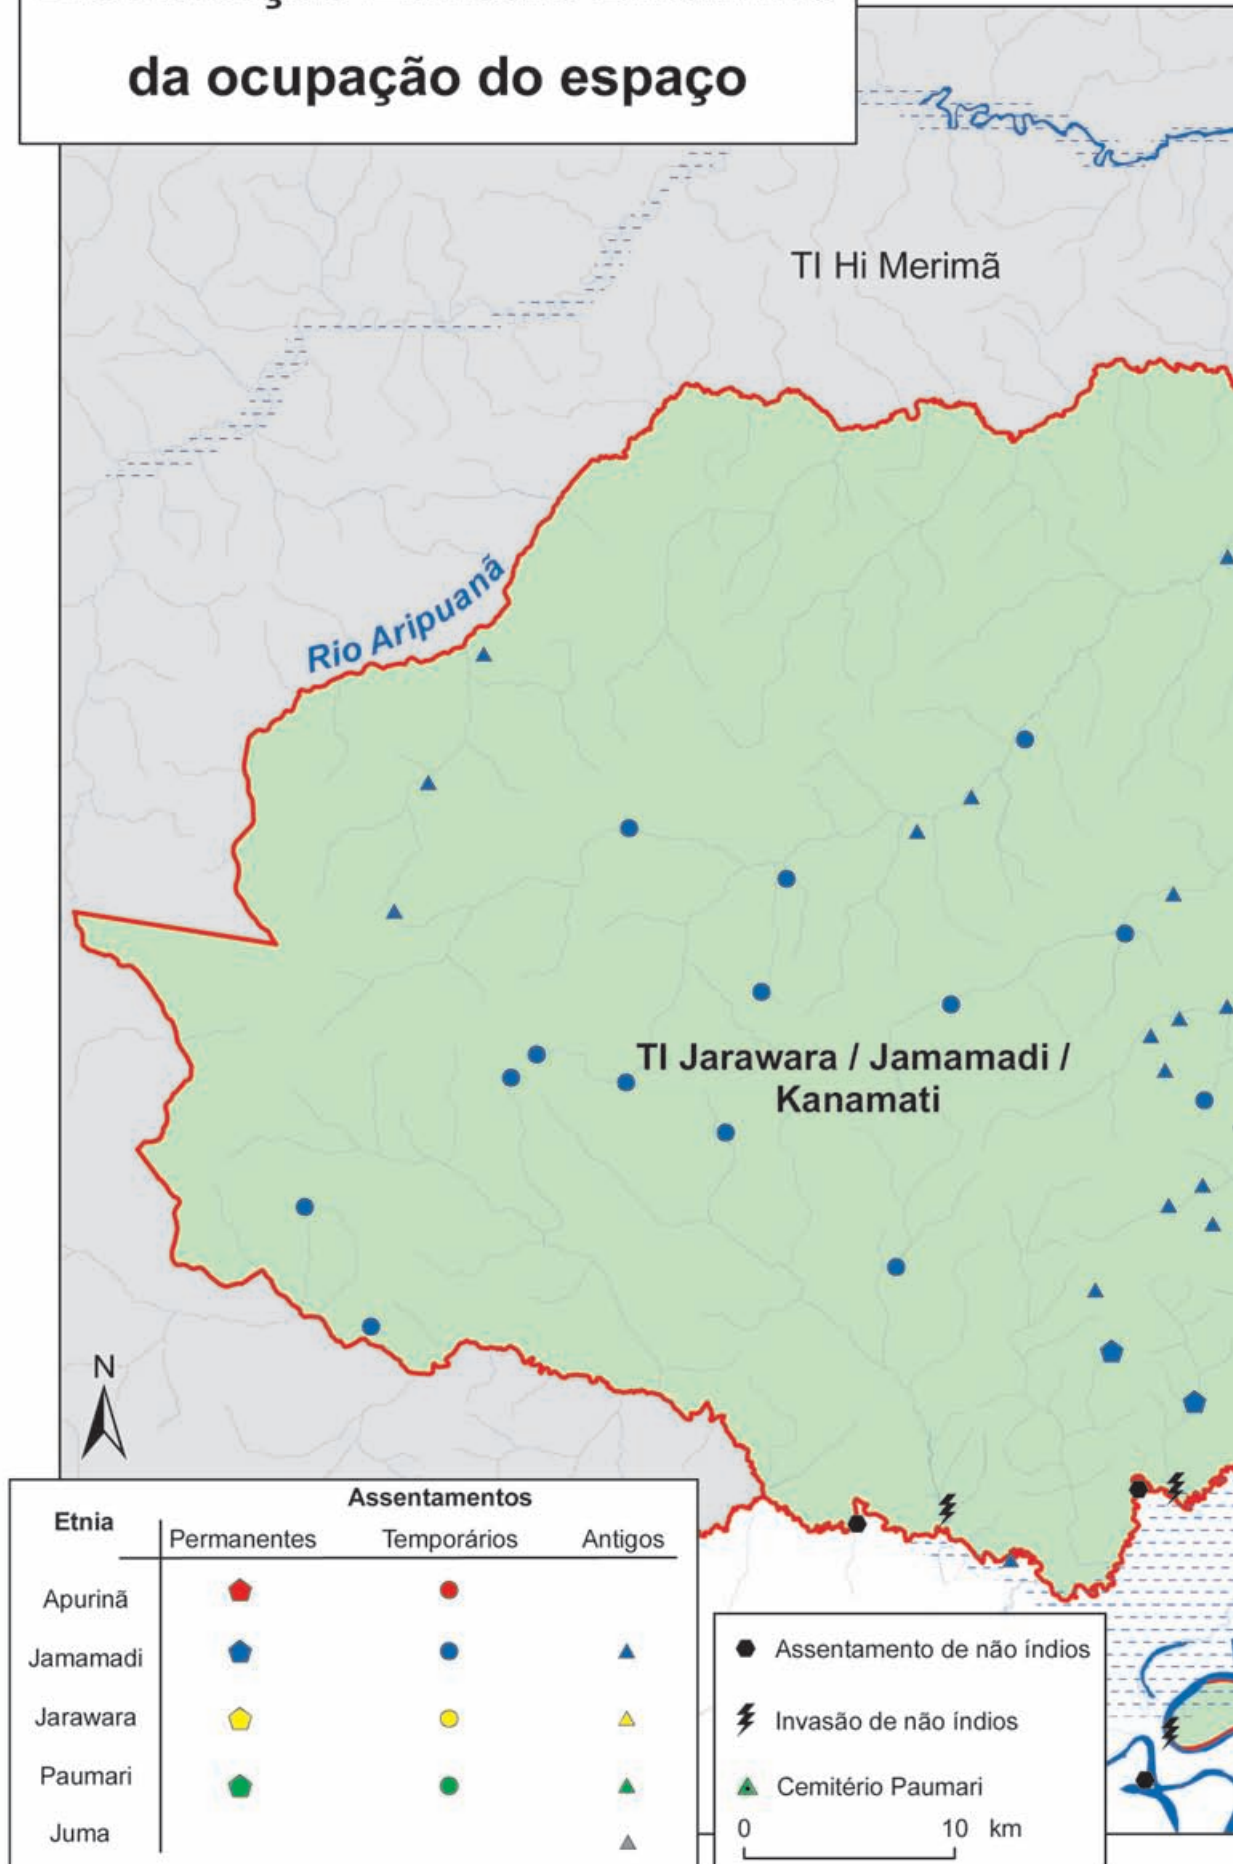 da ocupação do espaço
TI Hi Merimã
Rio Aripuanã
TI Jarawara / Jamamadi /
Kanamati
N
Etnia
Assentamentos
Permanentes Temporários Antigos
Apurinã
Jamamadi
Jarawara
Paumari
Juma
Assentamento de não índios
Invasão de não índios
Cemitério Paumari
0 10 km